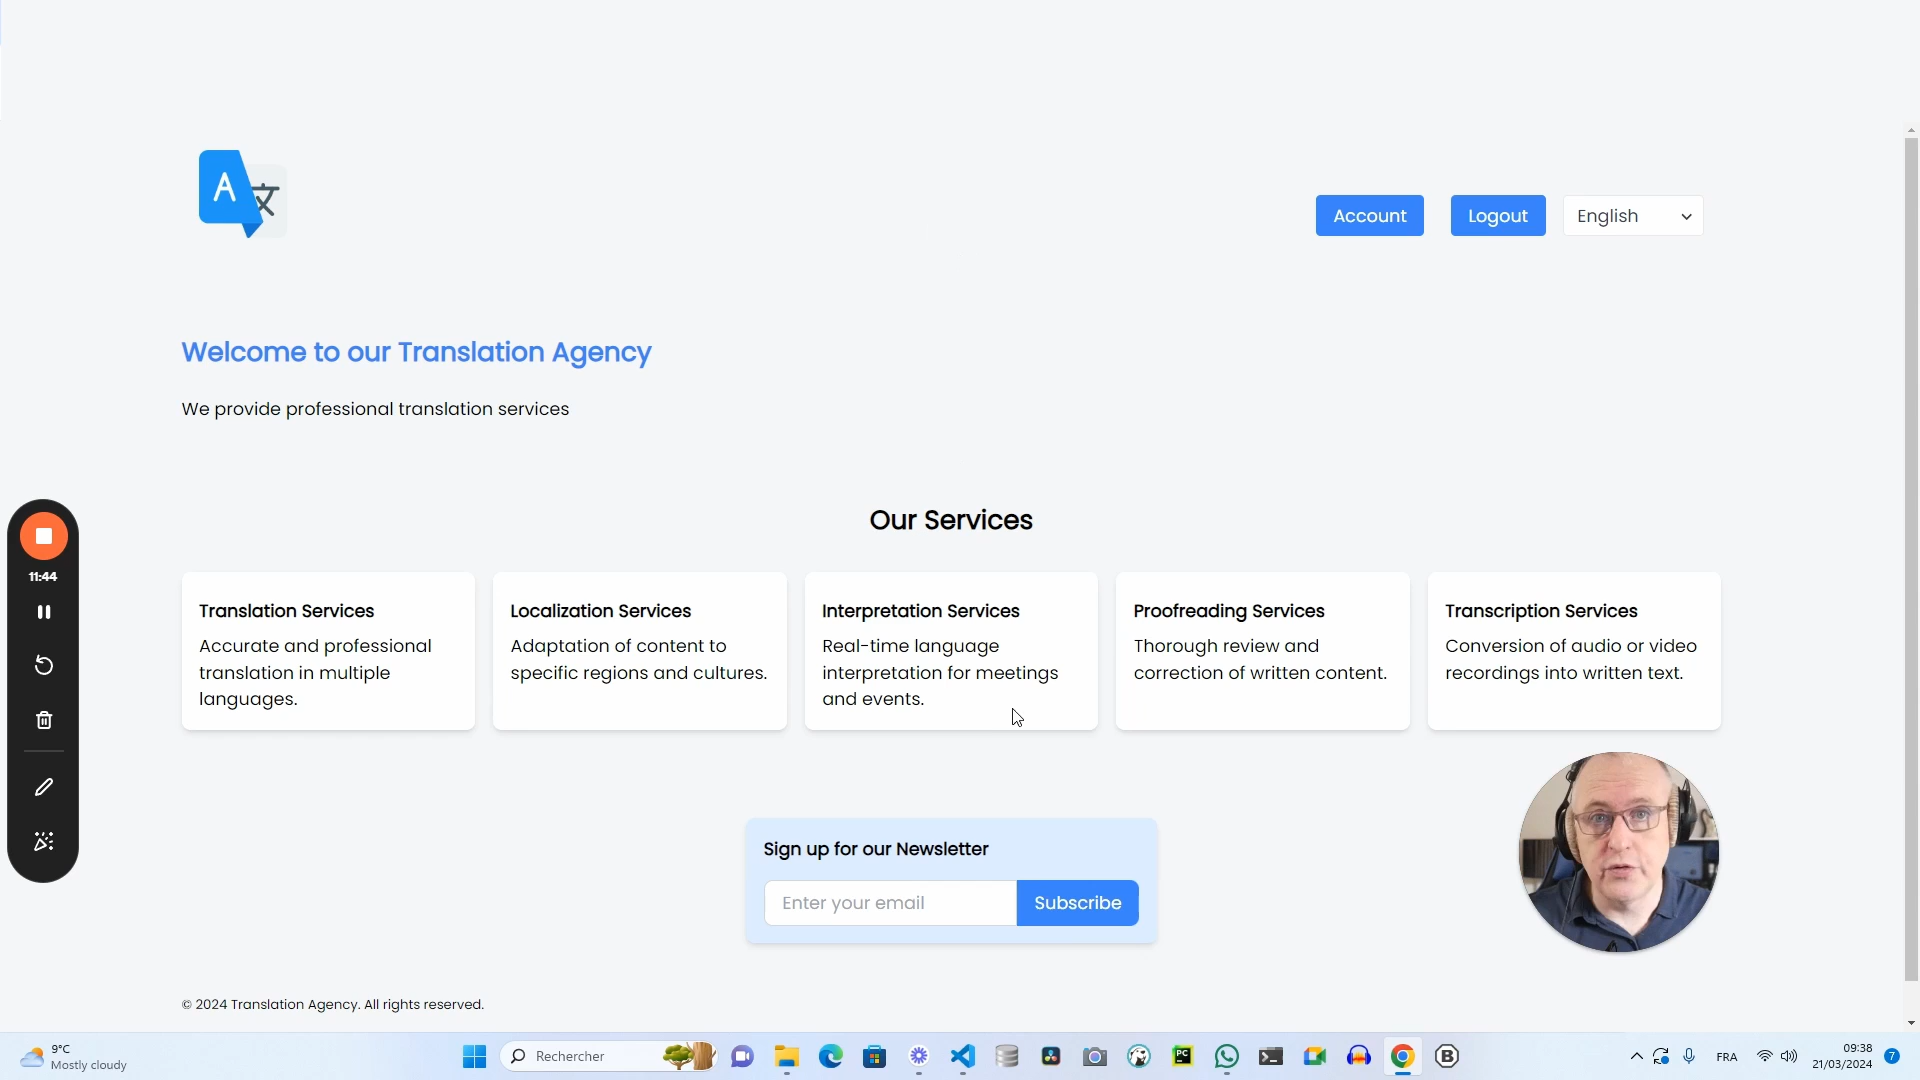 A 文
Account
Logout
English
Welcome to our Translation Agency
We provide professional translation services
Our Services
Translation Services
Accurate and professional
translation in multiple
languages.
Localization Services
Adaptation of content to
specific regions and cultures.
Interpretation Services
Real-time language
interpretation for meetings
and events.
Proofreading Services
Thorough review and
correction of written content.
Transcription Services
Conversion of audio or video
recordings into written text.
11:44
Sign up for our Newsletter
Enter your email
Subscribe
© 2024 Translation Agency. All rights reserved.
9°C
Mostly cloudy
Rechercher
PC
B
FRA
09:38
21/03/2024
7